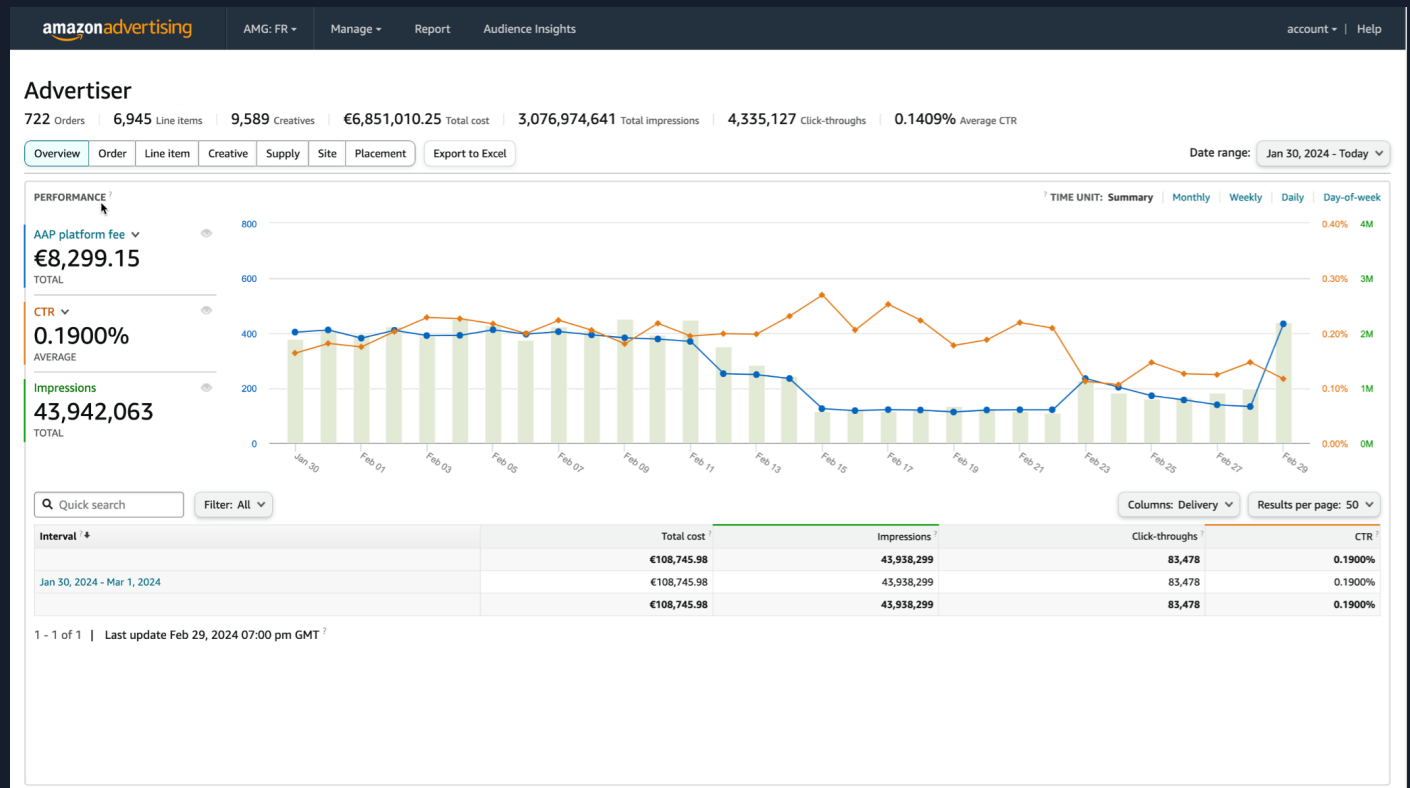 amazonadvertising AMG: FR Manage Report Audience Insights account | Help
Advertiser
722 Orders 6,945 Line items 9,589 Creatives €6,851,010.25 Total cost 3,076,974,641 Total impressions 4,335,127 Click-throughs 0.1409% Average CTR
Overview Order Line item Creative Supply Site Placement Export to Excel Date range: Jan 30, 2024 - Today
PERFORMANCE ? ? TIME UNIT: Summary Monthly Weekly Daily Day-of-week
AAP platform fee
€8,299.15
TOTAL
CTR
0.1900%
AVERAGE
Impressions
43,942,063
TOTAL
800 0.40% 4M
600 0.30% 3M
400 0.20% 2M
200 0.10% 1M
0 0.00% 0M
Jan 30 Feb 01 Feb 03 Feb 05 Feb 07 Feb 09 Feb 11 Feb 13 Feb 15 Feb 17 Feb 19 Feb 21 Feb 23 Feb 25 Feb 27 Feb 29
Quick search Filter: All Columns: Delivery Results per page: 50
Interval ? Total cost ? Impressions ? Click-throughs ? CTR ?
€108,745.98 43,938,299 83,478 0.1900%
Jan 30, 2024 - Mar 1, 2024 €108,745.98 43,938,299 83,478 0.1900%
€108,745.98 43,938,299 83,478 0.1900%
1 - 1 of 1 | Last update Feb 29, 2024 07:00 pm GMT ?